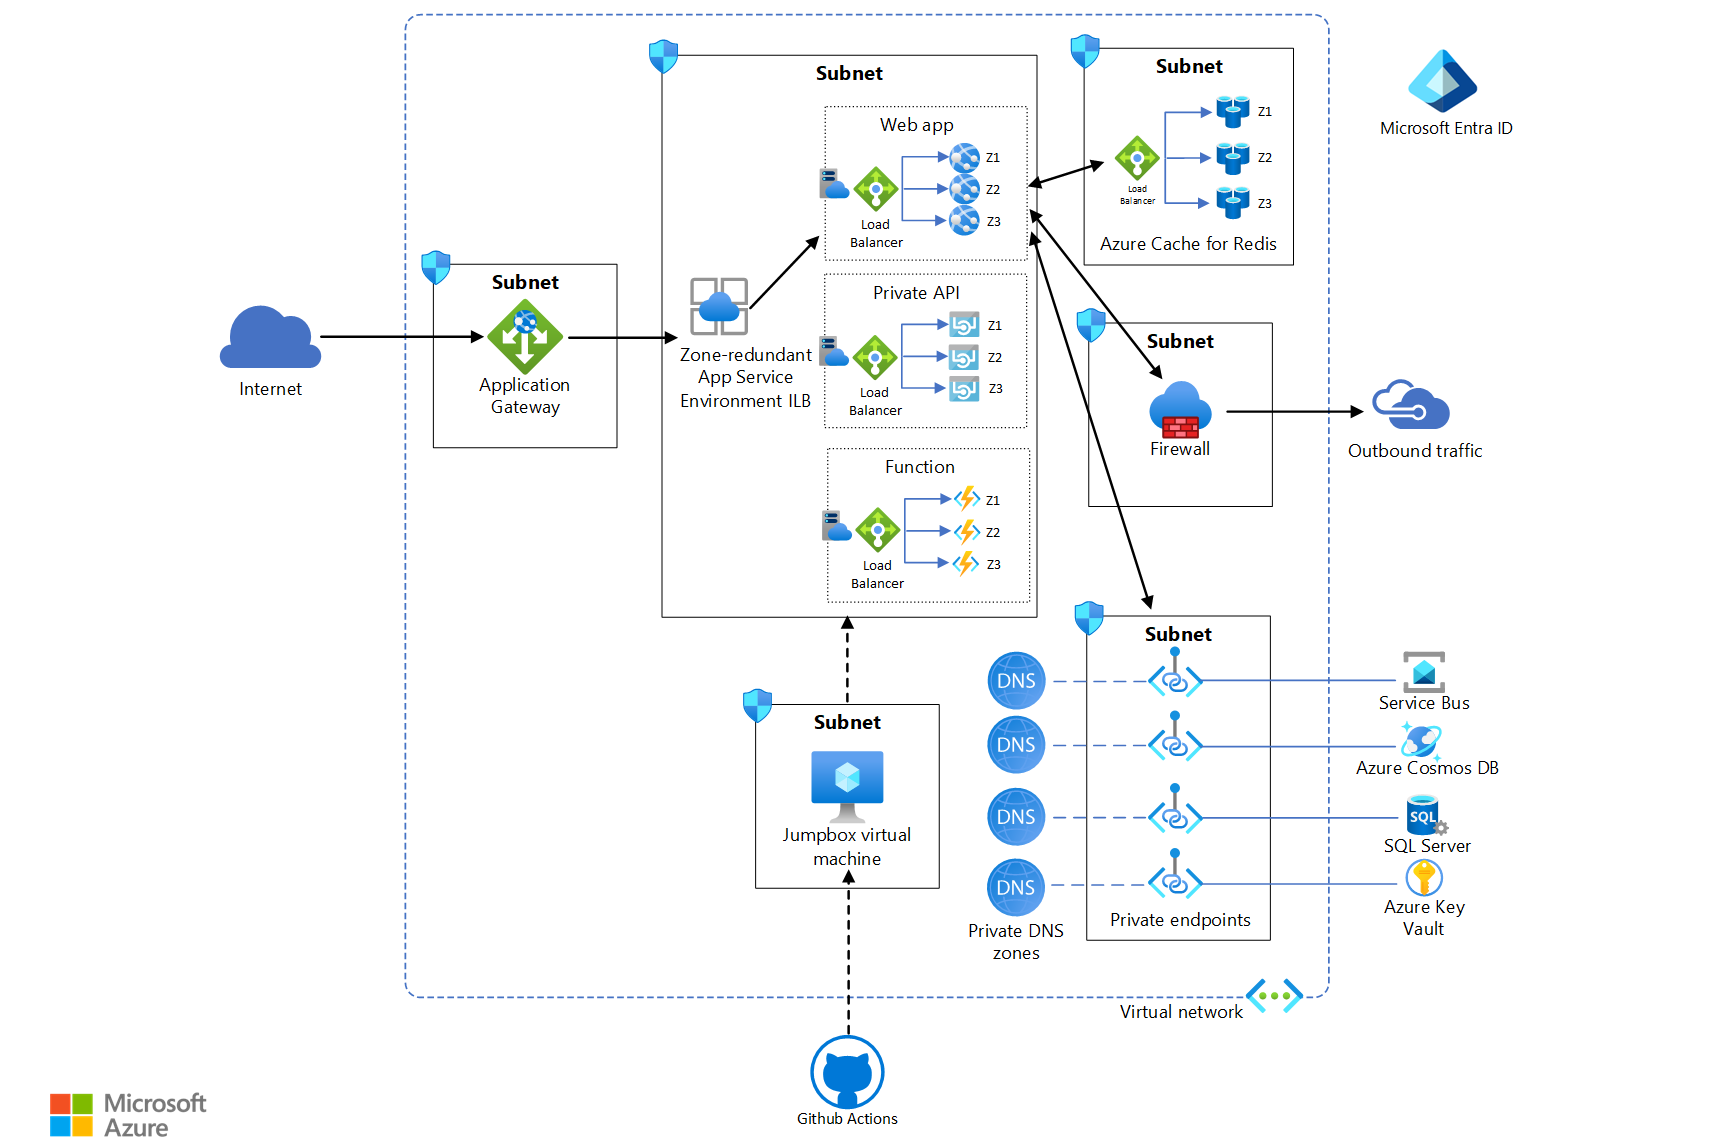 Internet
Subnet
Application
Gateway
Subnet
Zone-redundant
App Service
Environment ILB
Web app
Load
Balancer
Z1
Z2
Z3
Private API
Load
Balancer
Z1
Z2
Z3
Function
Load
Balancer
Z1
Z2
Z3
Subnet
Load
Balancer
Z1
Z2
Z3
Azure Cache for Redis
Microsoft Entra ID
Subnet
Firewall
Outbound traffic
Subnet
Jumpbox virtual
machine
Subnet
DNS
DNS
DNS
DNS
Private DNS
zones
Private endpoints
Service Bus
Azure Cosmos DB
SQL
SQL Server
Azure Key
Vault
Virtual network
Github Actions
Microsoft
Azure